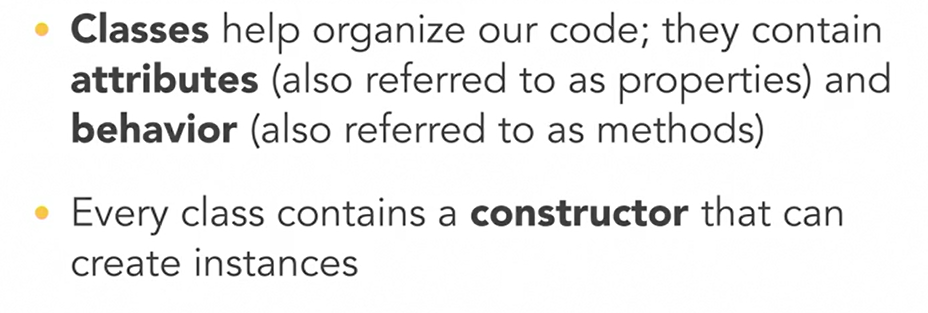 • Classes help organize our code; they contain
attributes (also referred to as properties) and
behavior (also referred to as methods)
• Every class contains a constructor that can
create instances